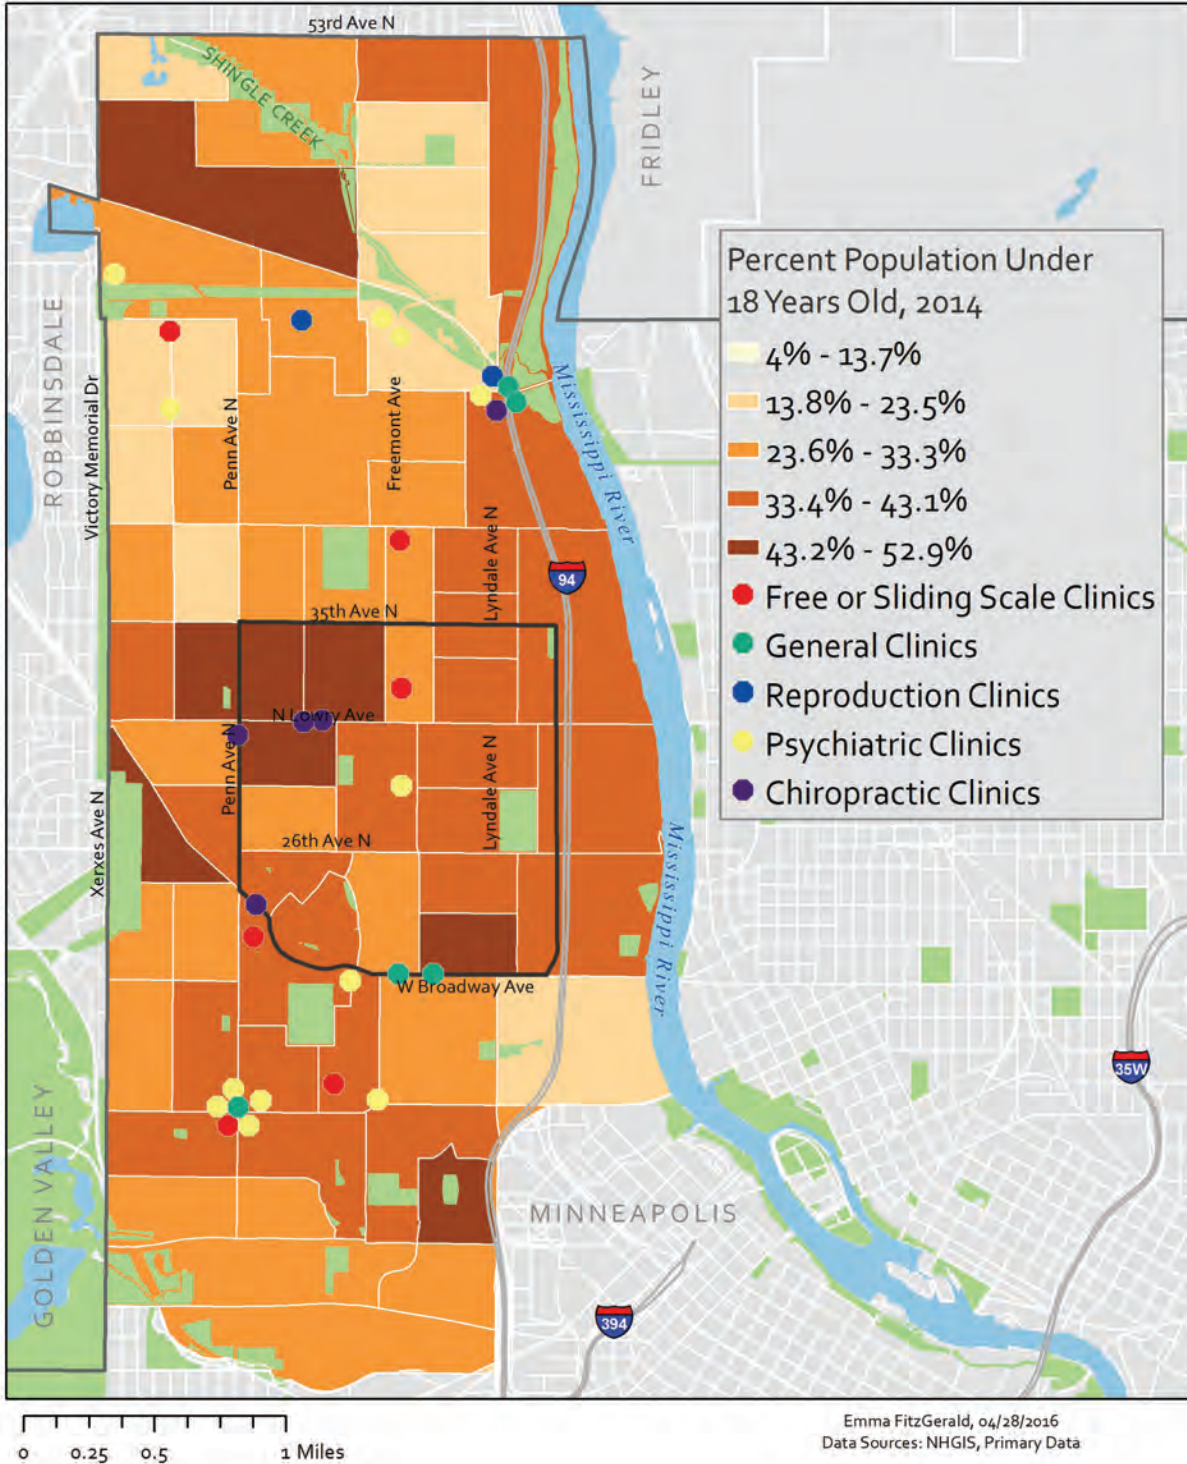 53rd Ave N
SHINGLE CREEK
FRIDLEY
Percent Population Under
18 Years Old, 2014
4% - 13.7%
13.8% - 23.5%
23.6% - 33.3%
33.4% - 43.1%
43.2% - 52.9%
Free or Sliding Scale Clinics
General Clinics
Reproduction Clinics
Psychiatric Clinics
Chiropractic Clinics
ROBBINSDALE
Victory Memorial Dr
Penn Ave N
Freemont Ave
Mississippi River
Lyndale Ave N
94
35th Ave N
N Lowry Ave
Penn Ave N
Lyndale Ave N
Xerxes Ave N
26th Ave N
Mississippi River
W Broadway Ave
35W
GOLDEN VALLEY
MINNEAPOLIS
394
0 0.25 0.5 1 Miles
Emma FitzGerald, 04/28/2016
Data Sources: NHGIS, Primary Data